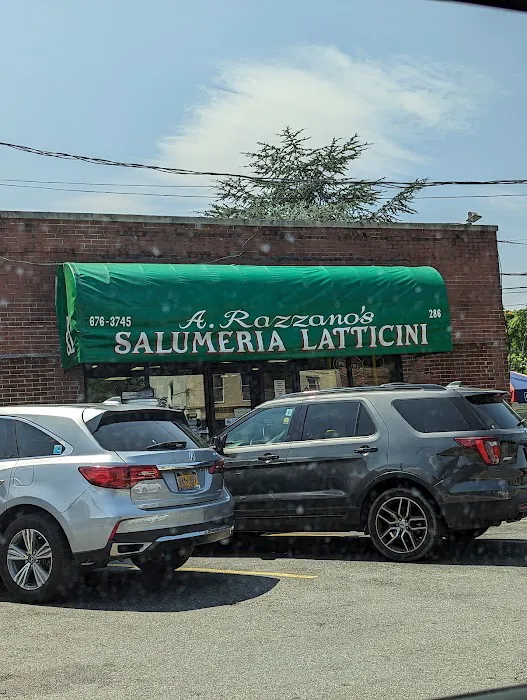 A. Razzano's
676-3745
286
SALUMERIA LATTICINI